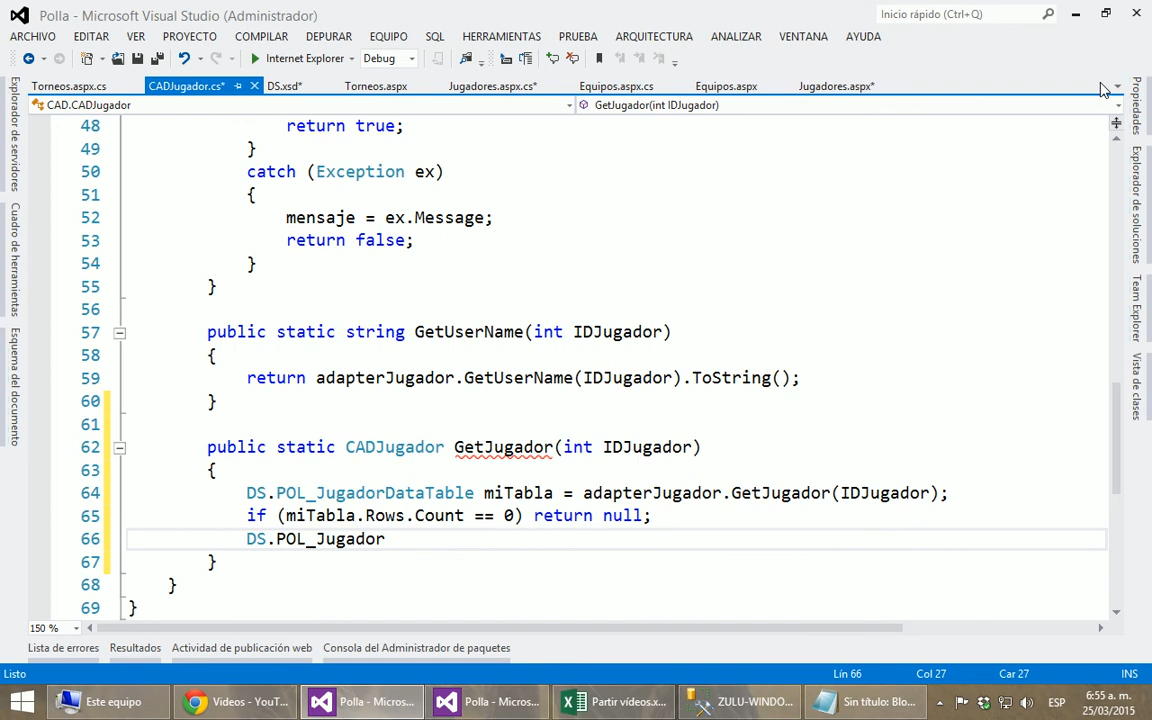 Polla - Microsoft Visual Studio (Administrador)
Inicio rápido (Ctrl+Q)
ARCHIVO EDITAR VER PROYECTO COMPILAR DEPURAR EQUIPO SQL HERRAMIENTAS PRUEBA ARQUITECTURA ANALIZAR VENTANA AYUDA
Internet Explorer Debug
Torneos.aspx.cs CADJugador.cs* DS.xsd* Torneos.aspx Jugadores.aspx.cs* Equipos.aspx.cs Equipos.aspx Jugadores.aspx*
CAD.CADJugador GetJugador(int IDJugador)
Explorador de servidores
Cuadro de herramientas
Esquema del documento
48 return true;
49 }
50 catch (Exception ex)
51 {
52 mensaje = ex.Message;
53 return false;
54 }
55 }
56
57 public static string GetUserName(int IDJugador)
58 {
59 return adapterJugador.GetUserName(IDJugador).ToString();
60 }
61
62 public static CADJugador GetJugador(int IDJugador)
63 {
64 DS.POL_JugadorDataTable miTabla = adapterJugador.GetJugador(IDJugador);
65 if (miTabla.Rows.Count == 0) return null;
66 DS.POL_Jugador
67 }
68 }
69 }
Propiedades
Explorador de soluciones
Team Explorer
Vista de clases
150 %
Lista de errores Resultados Actividad de publicación web Consola del Administrador de paquetes
Listo Lín 66 Col 27 Car 27 INS
Este equipo Videos - YouT... Polla - Micros... Polla - Micros... Partir vídeos.x... ZULU-WINDO... Sin título: Blo... ESP 6:55 a. m.
25/03/2015